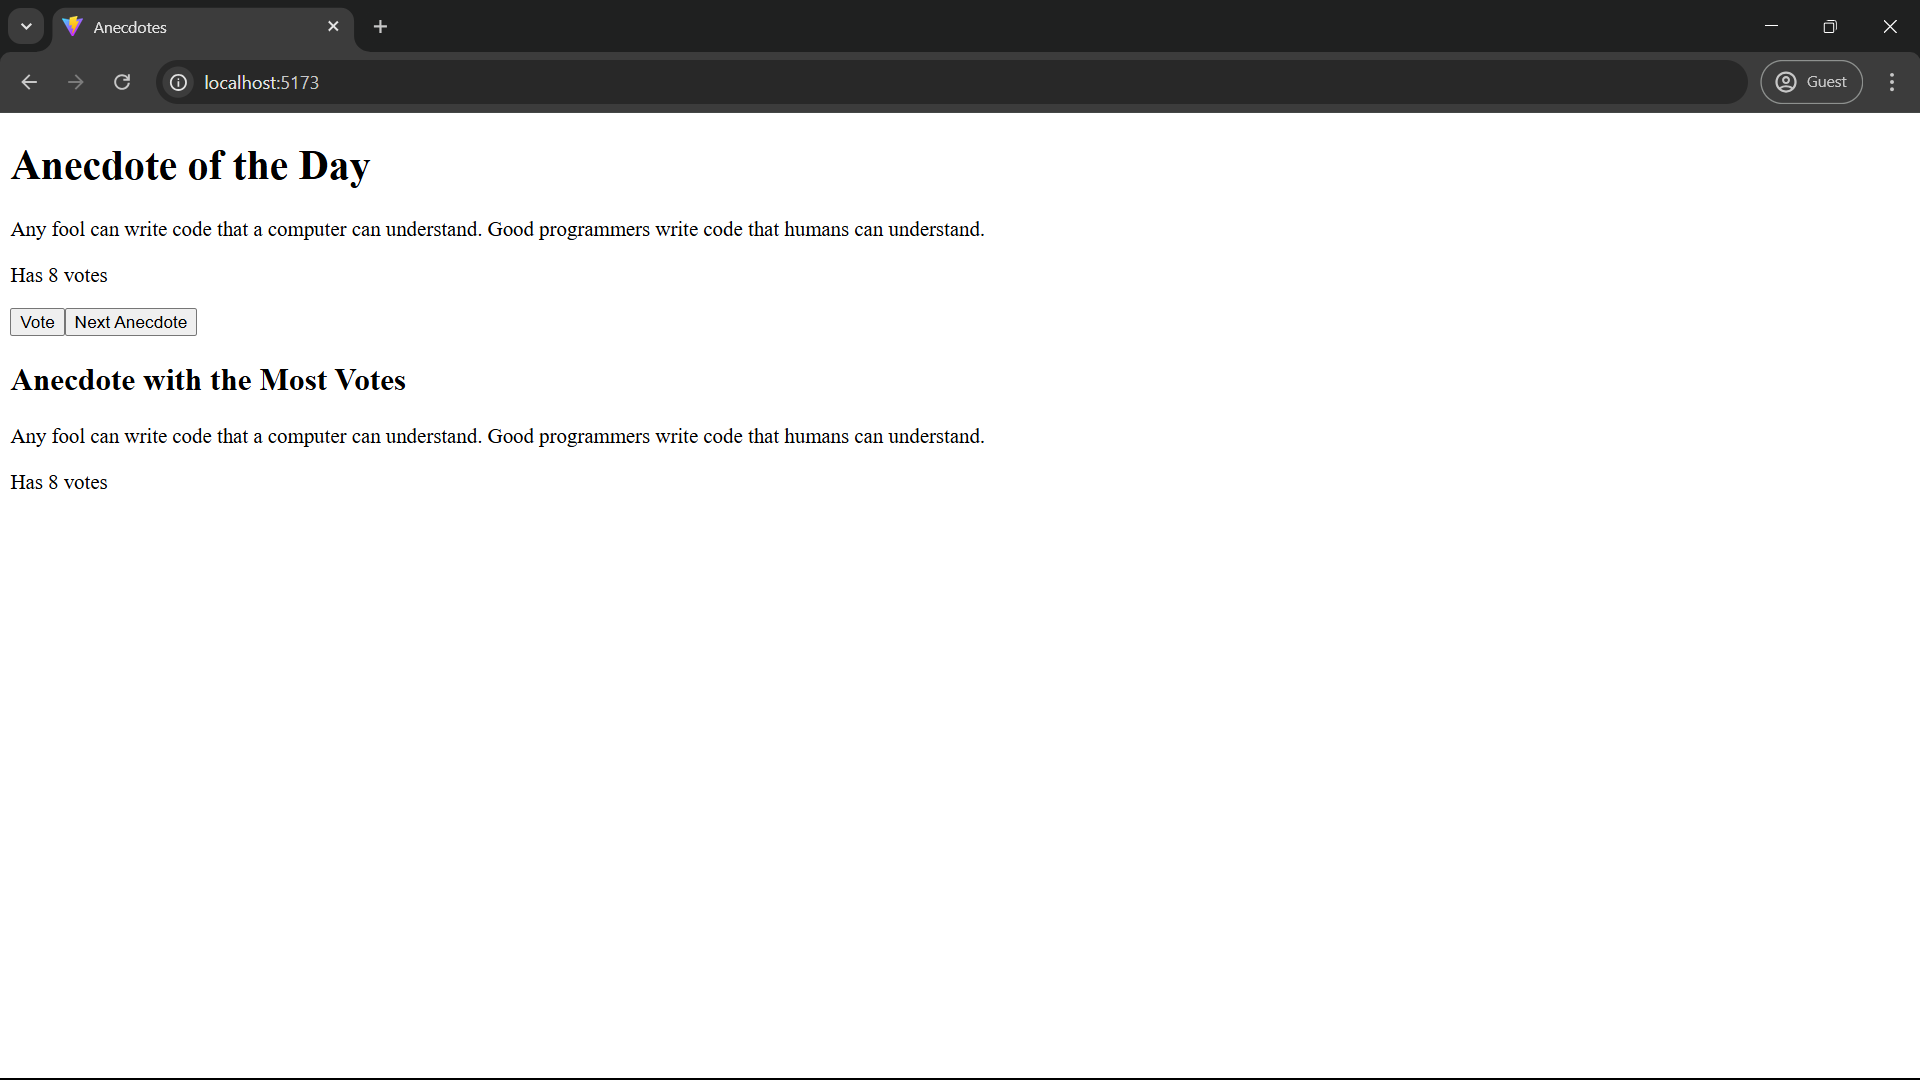 Anecdotes
localhost:5173
Guest
Anecdote of the Day
Any fool can write code that a computer can understand. Good programmers write code that humans can understand.
Has 8 votes
Vote Next Anecdote
Anecdote with the Most Votes
Any fool can write code that a computer can understand. Good programmers write code that humans can understand.
Has 8 votes